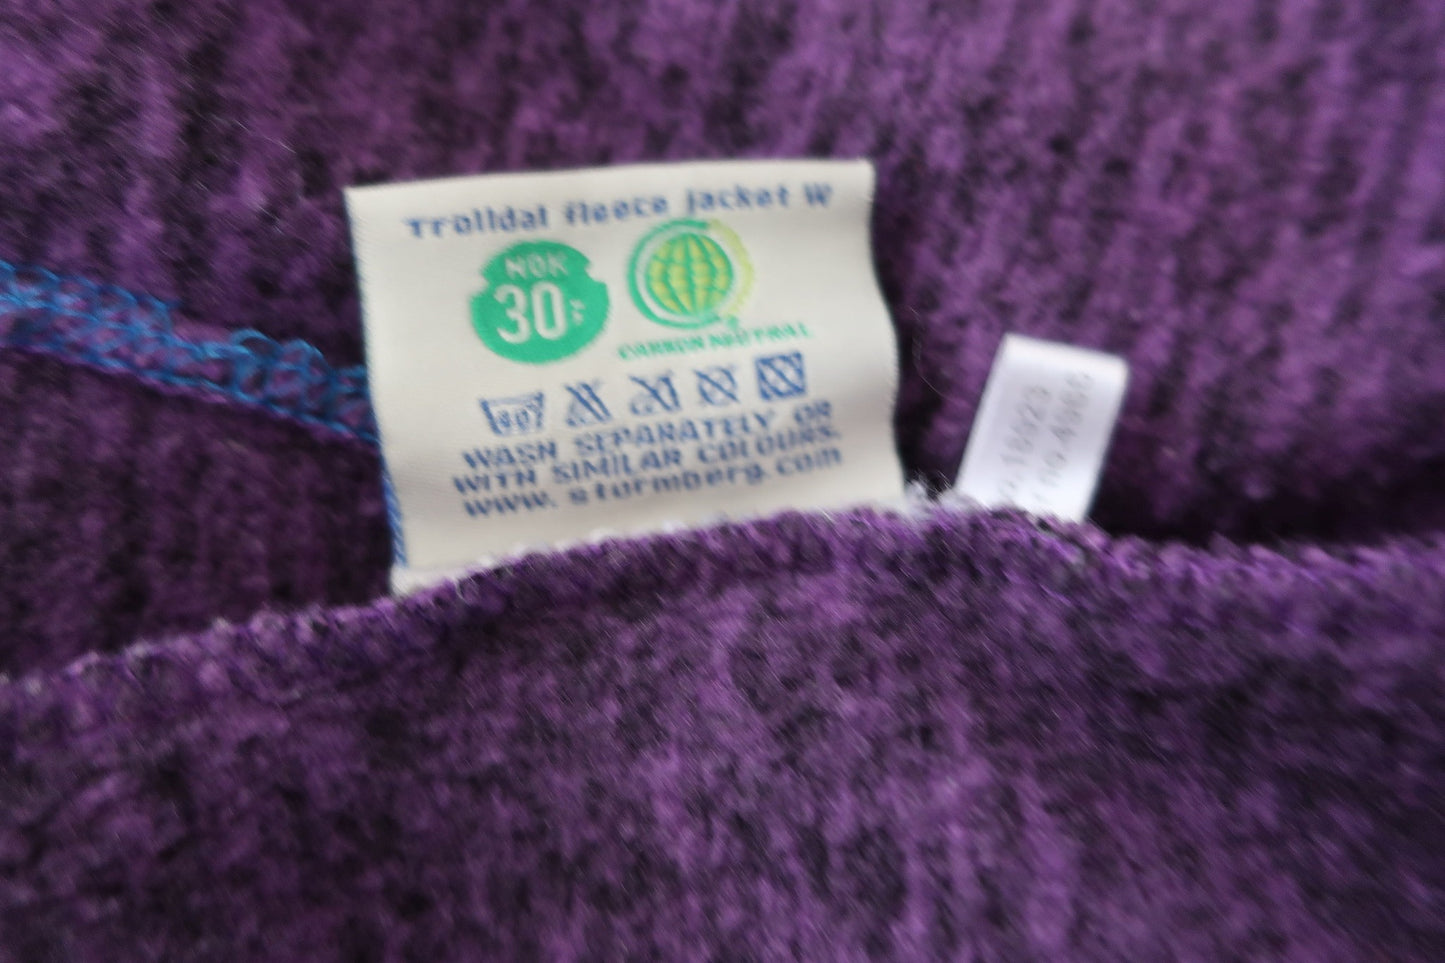 Trolldal fleece jacket W
NOK
30
CARBON NEUTRAL
WASH SEPARATELY OR
WITH SIMILAR COLOURS.
www.stormberg.com